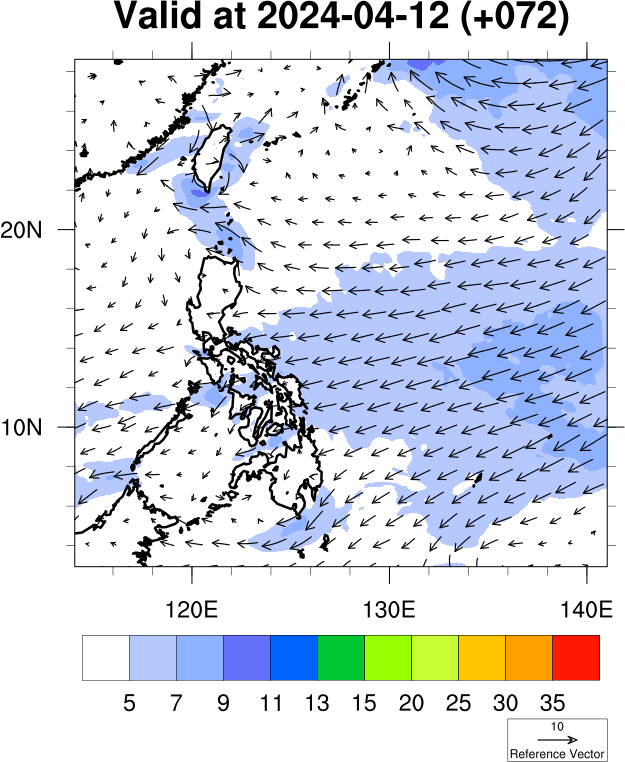 Valid at 2024-04-12 (+072)
20N
10N
120E 130E 140E
5 7 9 11 13 15 20 25 30 35
10
Reference Vector